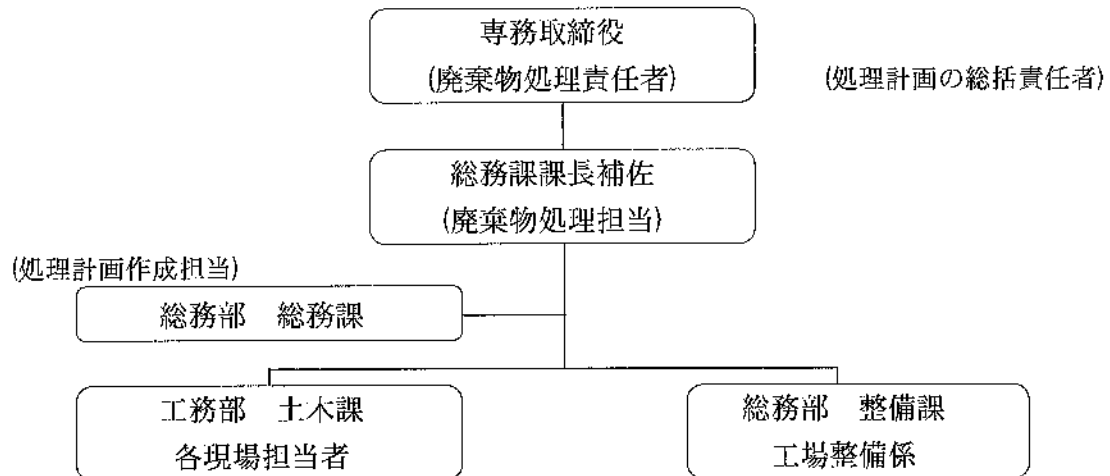 専務取締役
(廃棄物処理責任者)
(処理計画の総括責任者)
総務課課長補佐
(廃棄物処理担当)
(処理計画作成担当)
総務部　総務課
工務部　土木課
各現場担当者
総務部　整備課
工場整備係